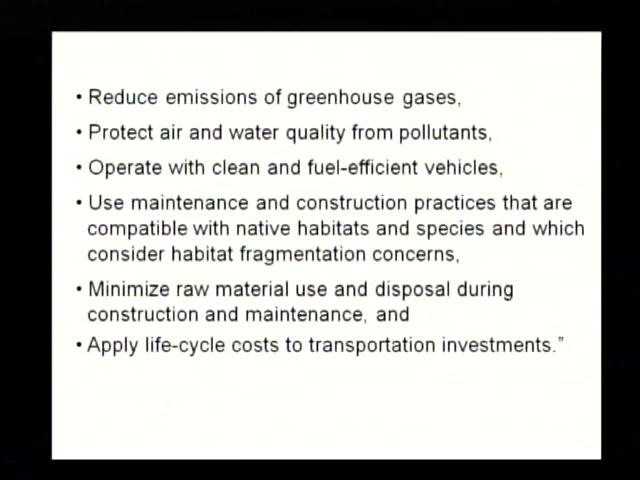 • Reduce emissions of greenhouse gases,
• Protect air and water quality from pollutants,
• Operate with clean and fuel-efficient vehicles,
• Use maintenance and construction practices that are
compatible with native habitats and species and which
consider habitat fragmentation concerns,
• Minimize raw material use and disposal during
construction and maintenance, and
• Apply life-cycle costs to transportation investments.”